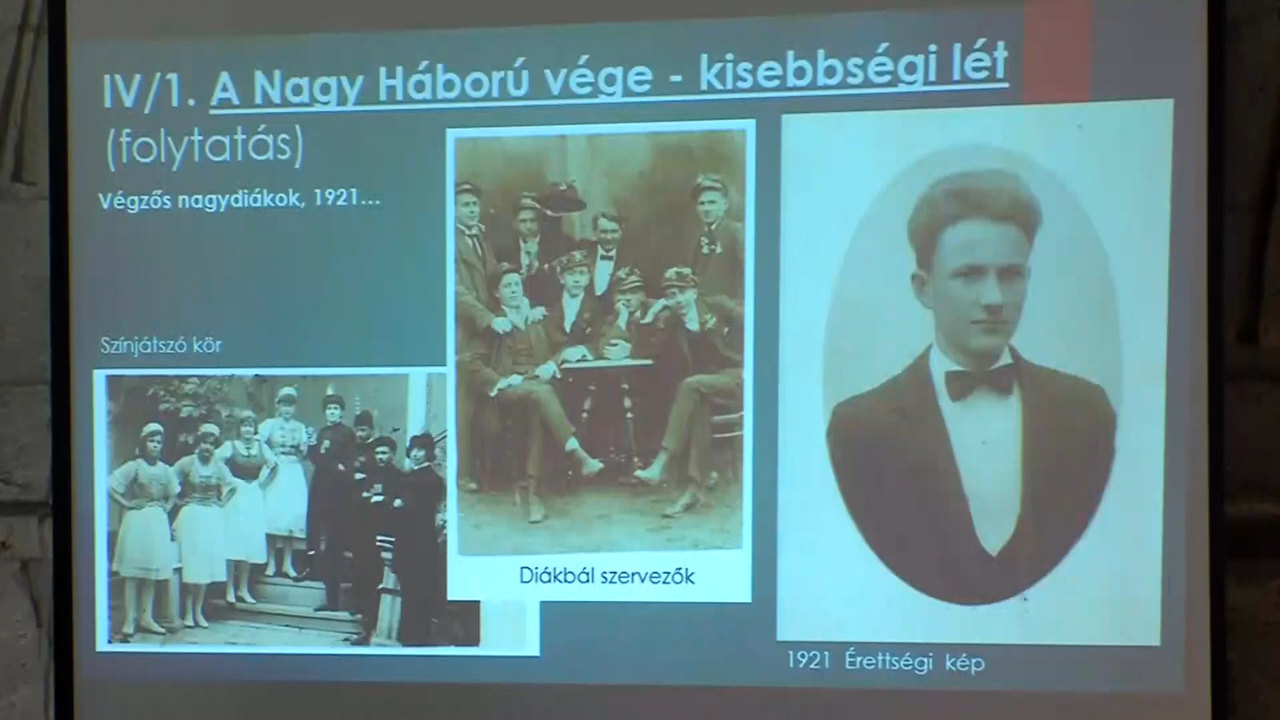 IV/1. A Nagy Háború vége - kisebbségi lét
(folytatás)
Végzős nagydiákok, 1921...
Színjátszó kör
Diákbál szervezők
1921 Érettségi kép